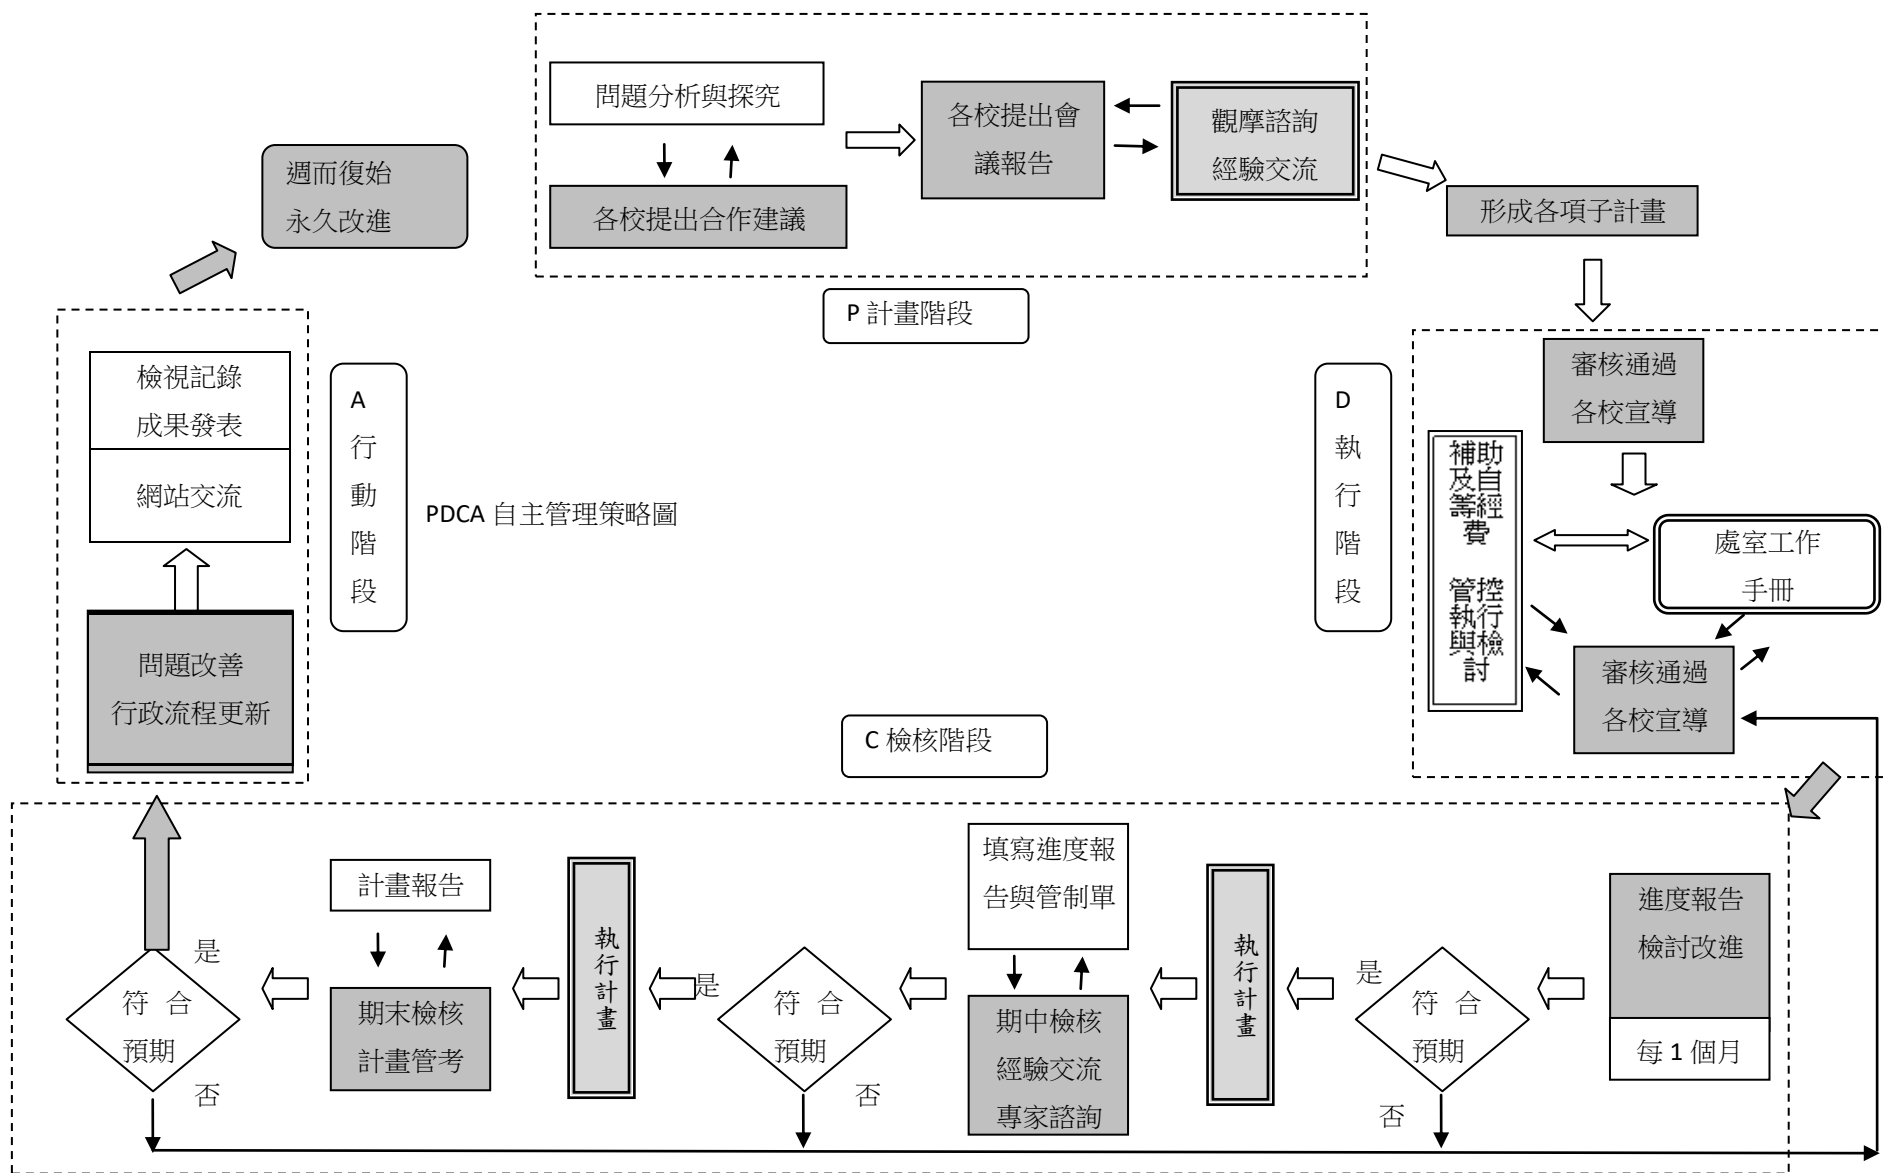 問題分析與探究
各校提出合作建議
各校提出會
議報告
觀摩諮詢
經驗交流
形成各項子計畫
週而復始
永久改進
P 計畫階段
檢視記錄
成果發表
網站交流
問題改善
行政流程更新
A
行
動
階
段
PDCA 自主管理策略圖
D
執
行
階
段
審核通過
各校宣導
補助
及自
籌經
費
管控
執行
與檢
討
處室工作
手冊
審核通過
各校宣導
C 檢核階段
進度報告
檢討改進
每 1 個月
是
符 合
預期
否
執行計畫
填寫進度報
告與管制單
期中檢核
經驗交流
專家諮詢
是
符 合
預期
否
執行計畫
計畫報告
期末檢核
計畫管考
是
符 合
預期
否